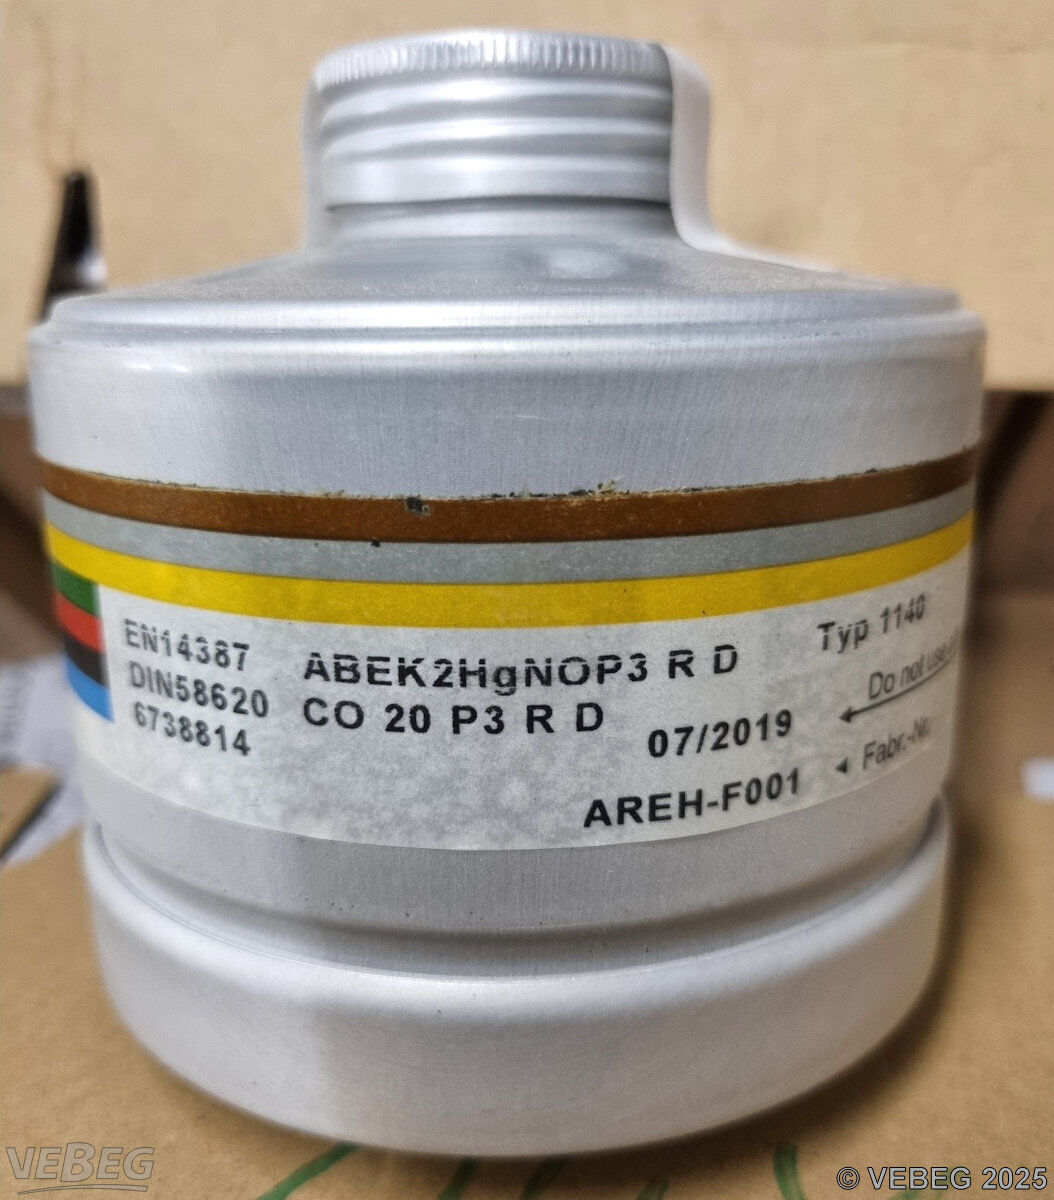 EN14387
DIN58620
6738814
ABEK2HgNOP3 R D
CO 20 P3 R D
07/2019
AREH-F001
Typ 1140
Do not use
Fabr.-Nr.
VEBEG
© VEBEG 2025